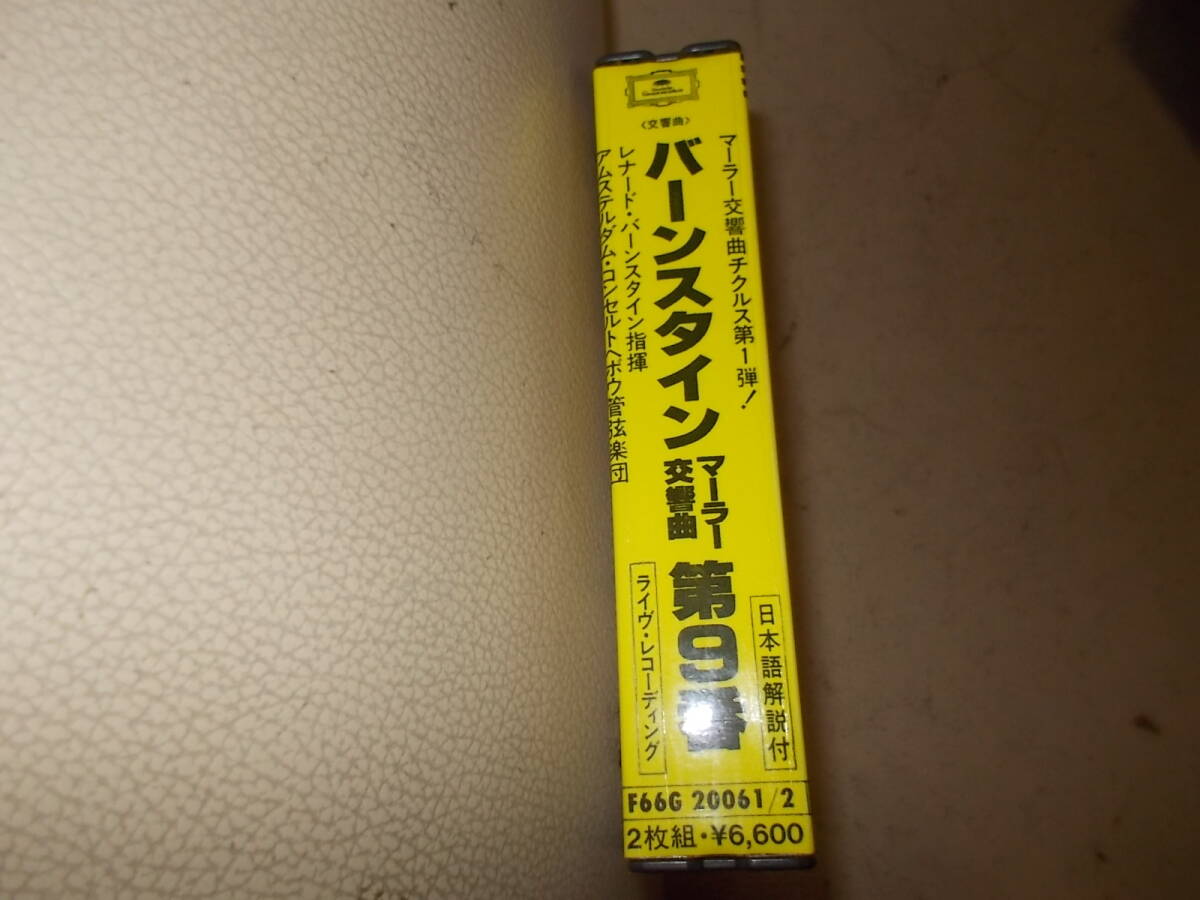 Deutsche
Grammophon
〈交響曲〉
マーラー交響曲チクルス第1弾!
バーンスタイン
マーラー
交響曲
第9番
レナード・バーンスタイン指揮
アムステルダム・コンセルトヘボウ管弦楽団
日本語解説付
ライヴ・レコーディング
F66G 20061/2
2枚組・¥6,600